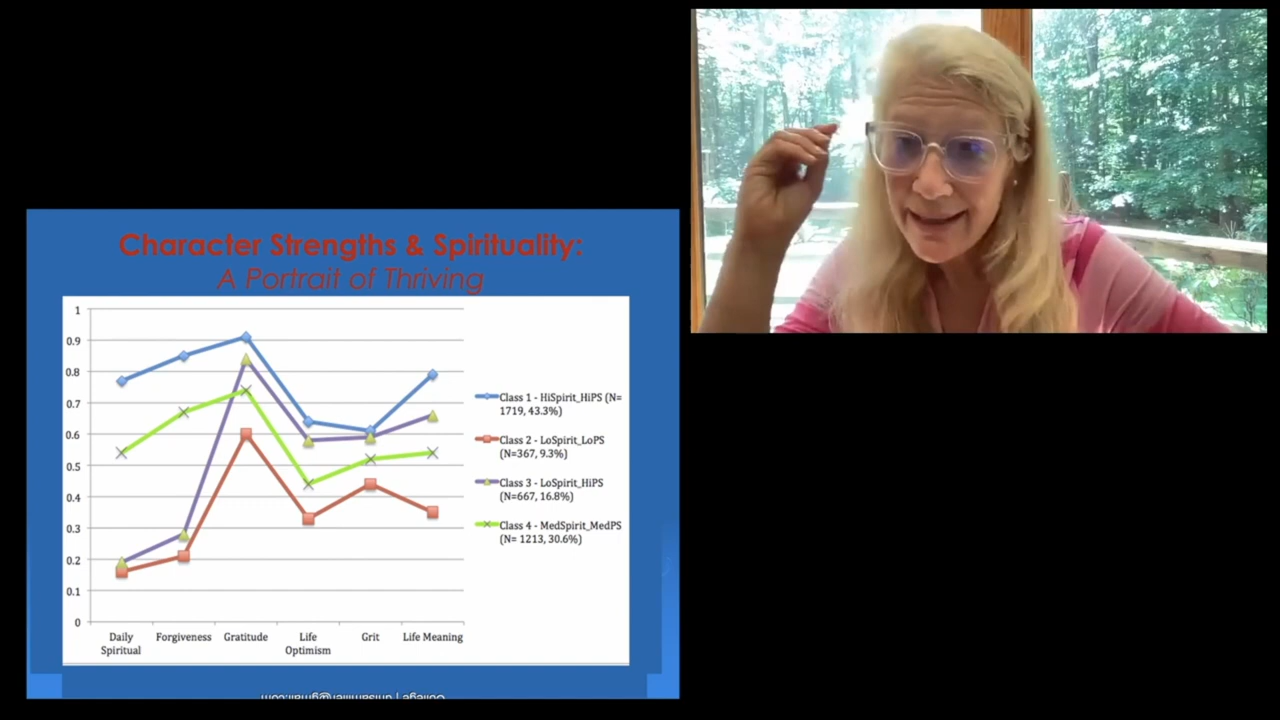 Character Strengths & Spirituality:
A Portrait of Thriving
1
0.9
0.8
0.7
0.6
0.5
0.4
0.3
0.2
0.1
0
Daily
Spiritual
Forgiveness
Gratitude
Life
Optimism
Grit
Life Meaning
Class 1 - HiSpirit_HiPS (N=
1719, 43.3%)
Class 2 - LoSpirit_LoPS
(N=367, 9.3%)
Class 3 - LoSpirit_HiPS
(N=667, 16.8%)
Class 4 - MedSpirit_MedPS
(N= 1213, 30.6%)